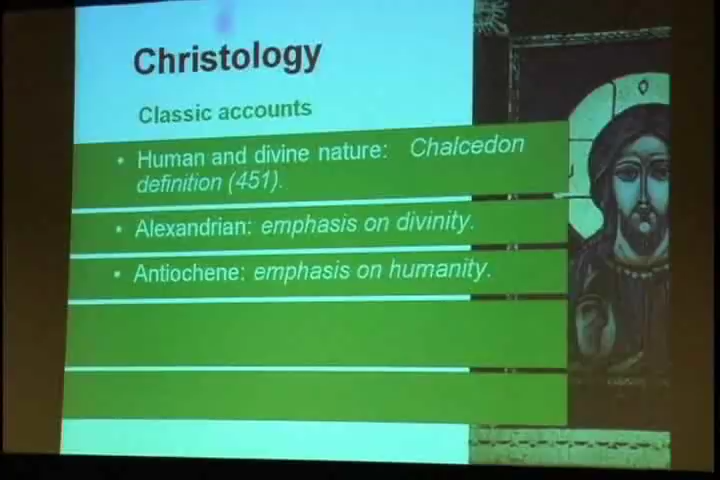 Christology
Classic accounts
• Human and divine nature: Chalcedon
definition (451).
• Alexandrian: emphasis on divinity.
• Antiochene: emphasis on humanity.